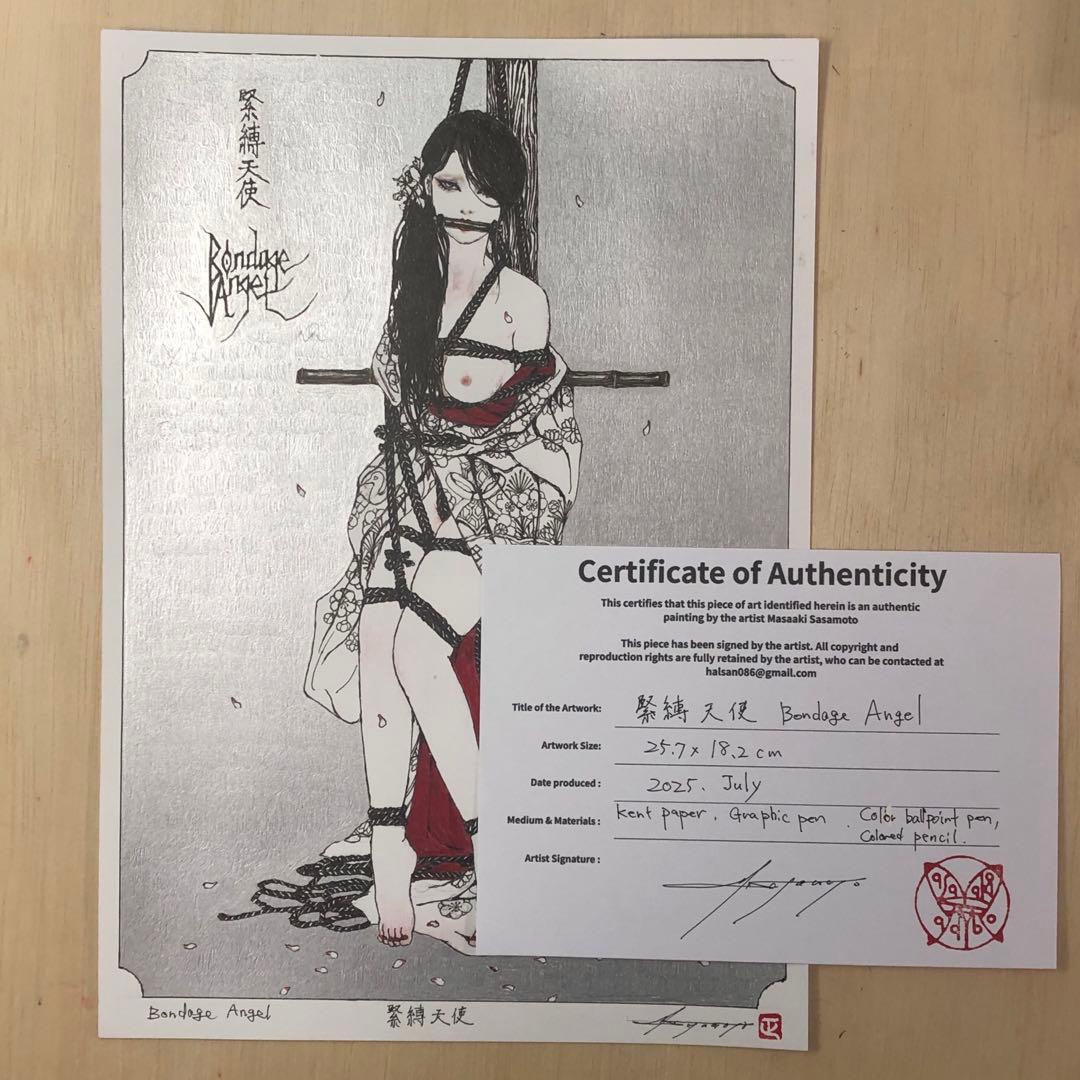 緊縛天使
Bondage
Angel
Certificate of Authenticity
This certifies that this piece of art identified herein is an authentic
painting by the artist Masaaki Sasamoto
This piece has been signed by the artist. All copyright and
reproduction rights are fully retained by the artist, who can be contacted at
halsan086@gmail.com
Title of the Artwork: 緊縛天使 Bondage Angel
Artwork Size: 25.7 x 18.2 cm
Date produced : 2025. July
Medium & Materials : Kent paper. Graphic pen. Color ballpoint pen,
Colored pencil.
Artist Signature :
Bondage Angel 緊縛天使